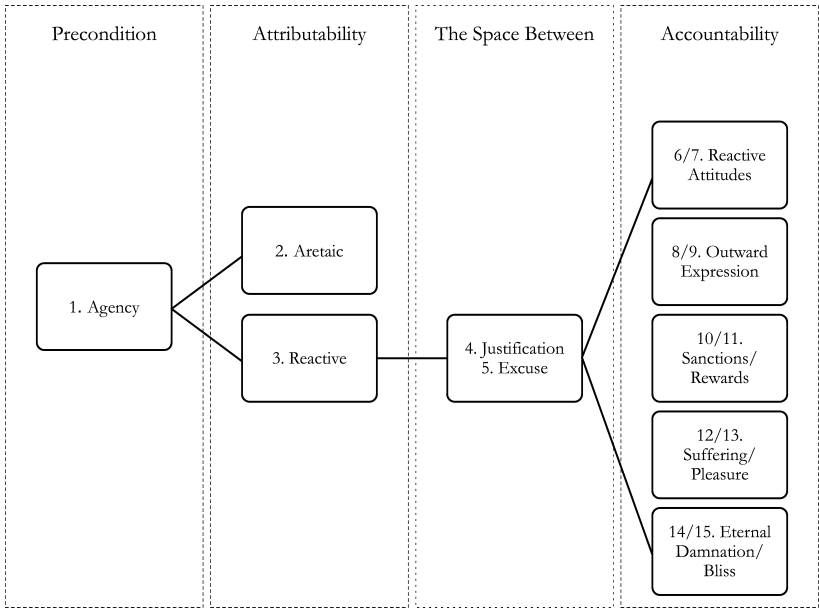 Precondition
Attributability
The Space Between
Accountability
1. Agency
2. Aretaic
3. Reactive
4. Justification
5. Excuse
6/7. Reactive
Attitudes
8/9. Outward
Expression
10/11.
Sanctions/
Rewards
12/13.
Suffering/
Pleasure
14/15. Eternal
Damnation/
Bliss